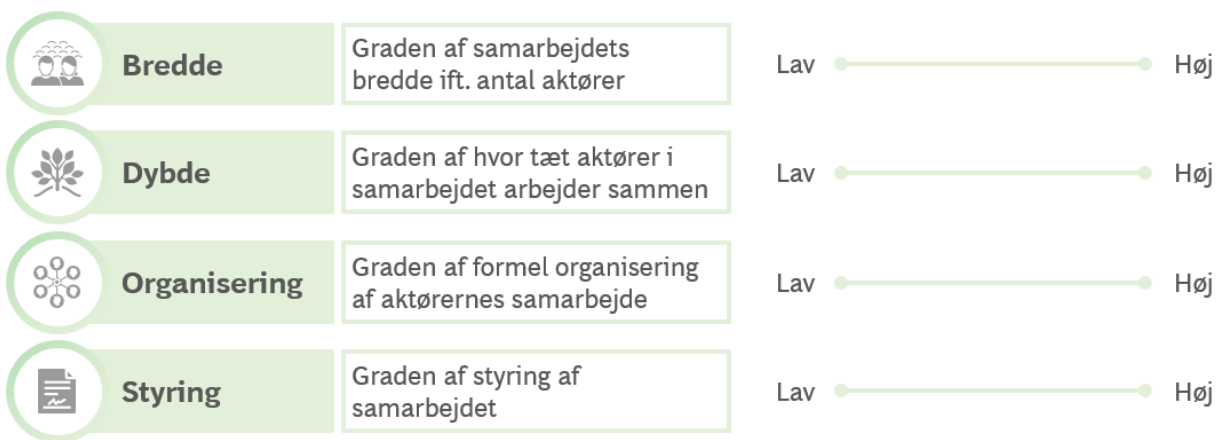 Bredde
Graden af samarbejdets
bredde ift. antal aktører
Lav
Høj
Dybde
Graden af hvor tæt aktører i
samarbejdet arbejder sammen
Lav
Høj
Organisering
Graden af formel organisering
af aktørernes samarbejde
Lav
Høj
Styring
Graden af styring af
samarbejdet
Lav
Høj